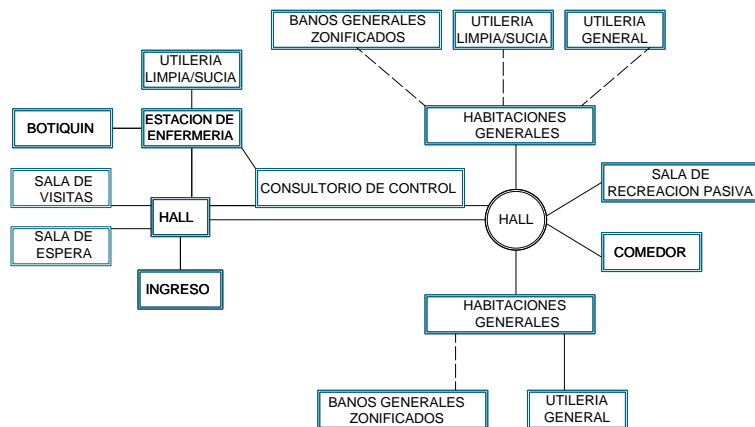 BANOS GENERALES
ZONIFICADOS
UTILERIA
LIMPIA/SUCIA
UTILERIA
GENERAL
UTILERIA
LIMPIA/SUCIA
BOTIQUIN
ESTACION DE
ENFERMERIA
HABITACIONES
GENERALES
SALA DE
VISITAS
CONSULTORIO DE CONTROL
SALA DE
RECREACION PASIVA
HALL
HALL
SALA DE
ESPERA
COMEDOR
INGRESO
HABITACIONES
GENERALES
BANOS GENERALES
ZONIFICADOS
UTILERIA
GENERAL